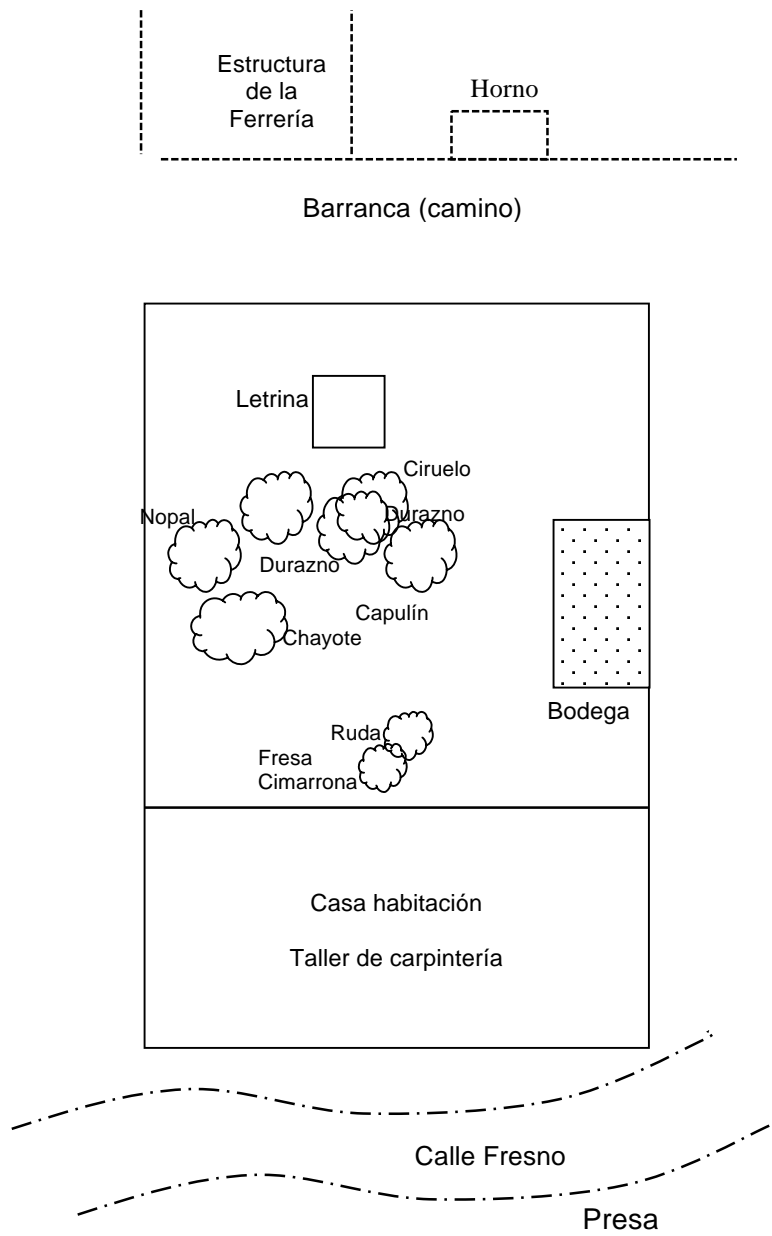 Estructura
de la
Ferrería
Horno
Barranca (camino)
Letrina
Ciruelo
Nopal
Durazno
Durazno
Capulín
Chayote
Bodega
Ruda
Fresa
Cimarrona
Casa habitación
Taller de carpintería
Calle Fresno
Presa